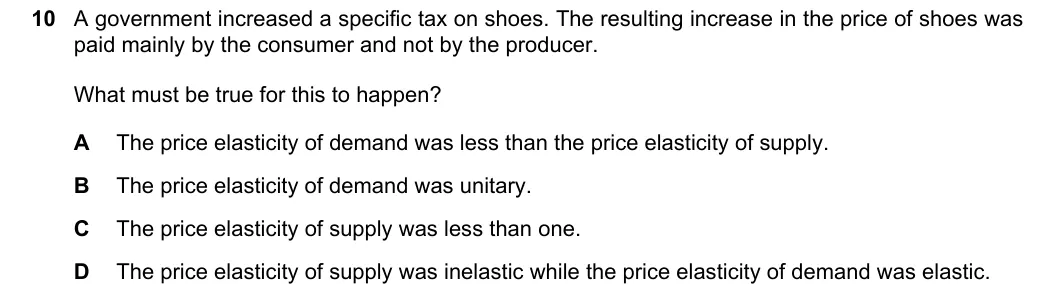 10 A government increased a specific tax on shoes. The resulting increase in the price of shoes was
paid mainly by the consumer and not by the producer.
What must be true for this to happen?
A The price elasticity of demand was less than the price elasticity of supply.
B The price elasticity of demand was unitary.
C The price elasticity of supply was less than one.
D The price elasticity of supply was inelastic while the price elasticity of demand was elastic.